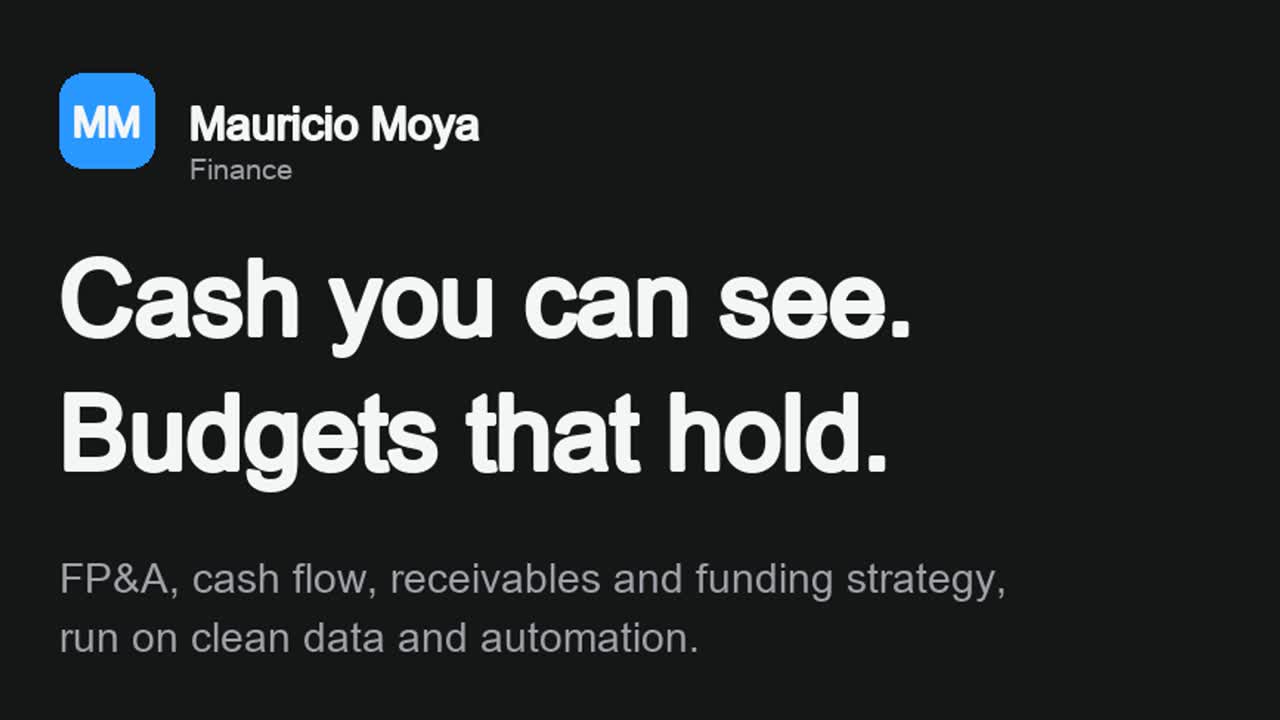 MM
Mauricio Moya
Finance
Cash you can see.
Budgets that hold.
FP&A, cash flow, receivables and funding strategy,
run on clean data and automation.